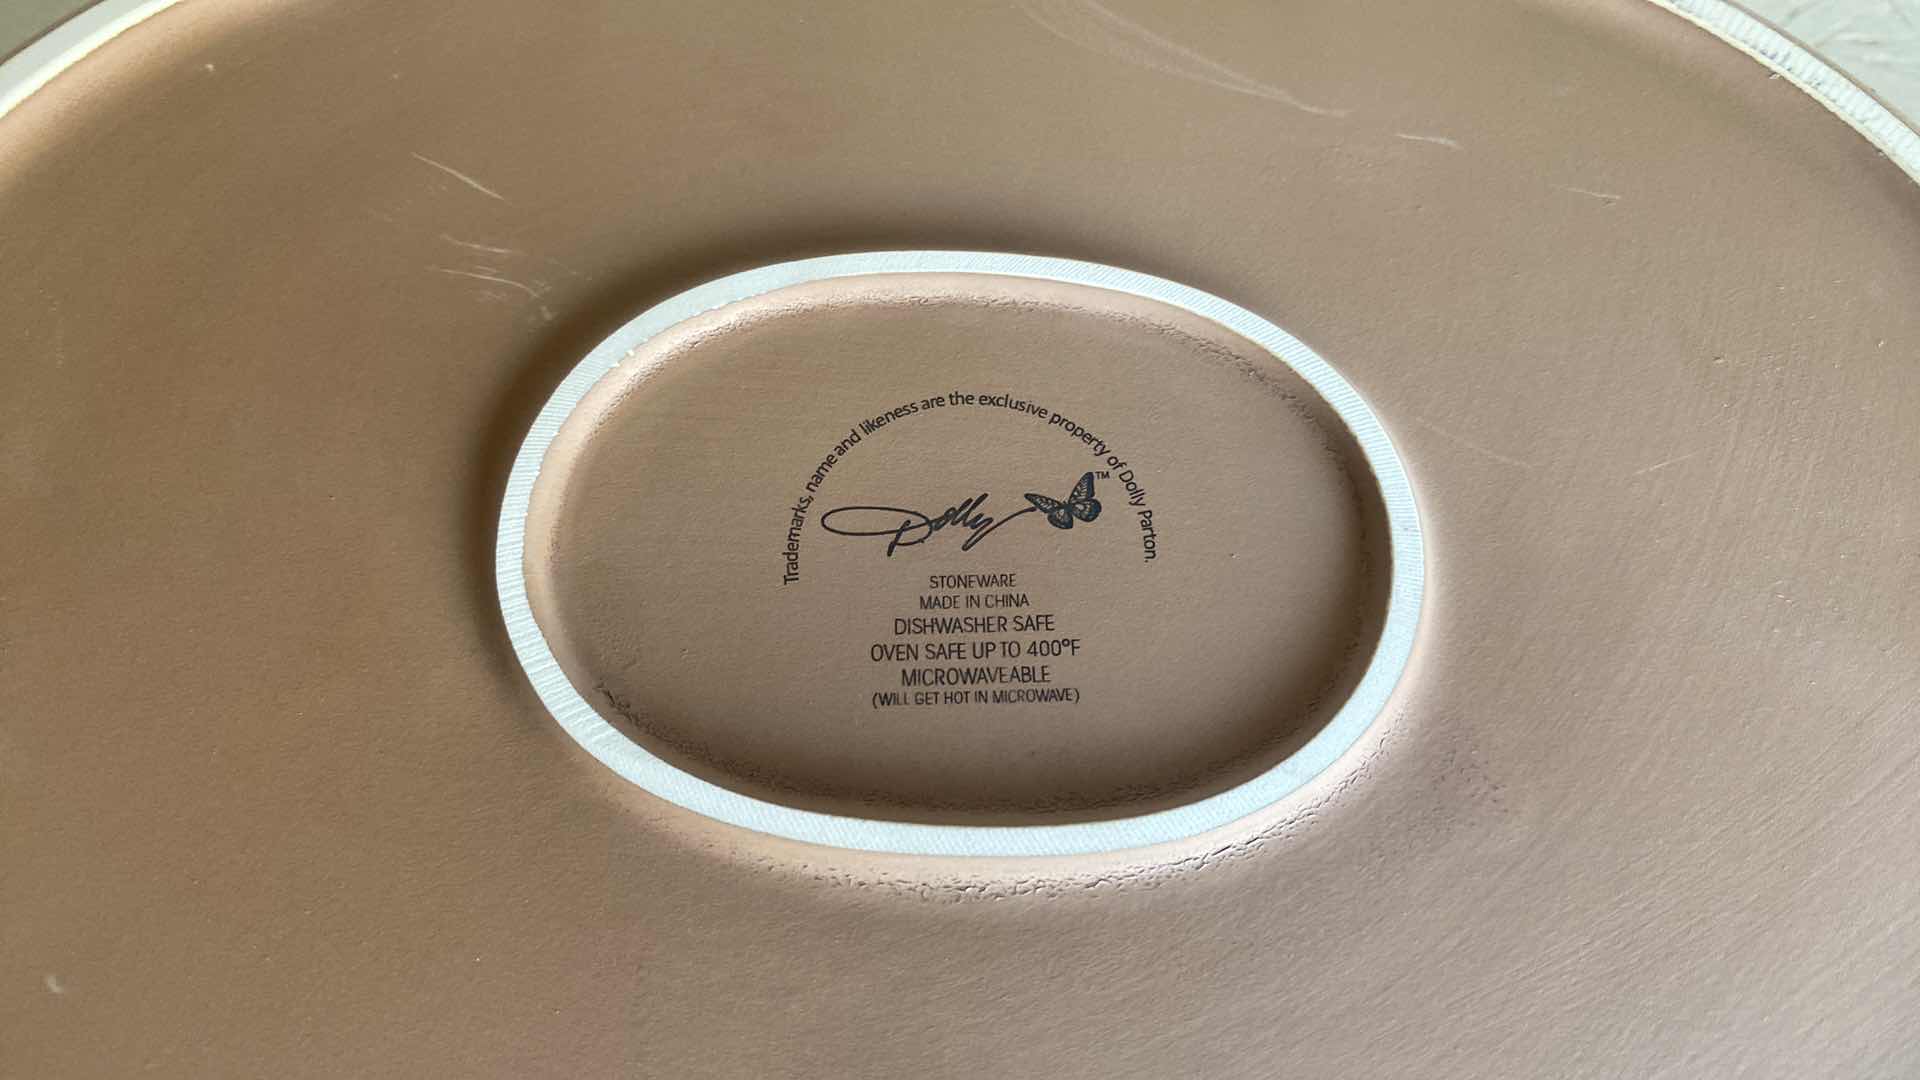 Trademarks, name and likeness are the exclusive property of Dolly Parton.
Dolly TM
STONEWARE
MADE IN CHINA
DISHWASHER SAFE
OVEN SAFE UP TO 400°F
MICROWAVEABLE
(WILL GET HOT IN MICROWAVE)